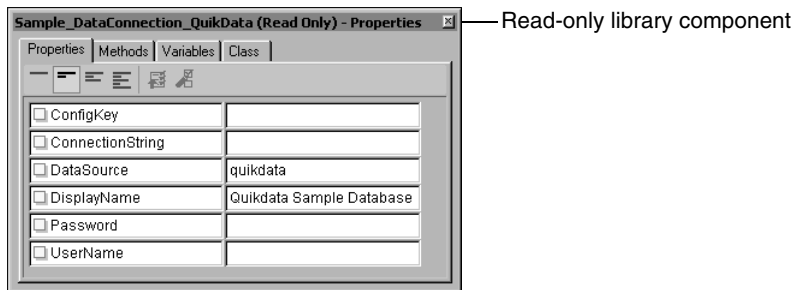 Sample_DataConnection_QuikData (Read Only) - Properties
Read-only library component
Properties Methods Variables Class
ConfigKey
ConnectionString
DataSource quikdata
DisplayName Quikdata Sample Database
Password
UserName